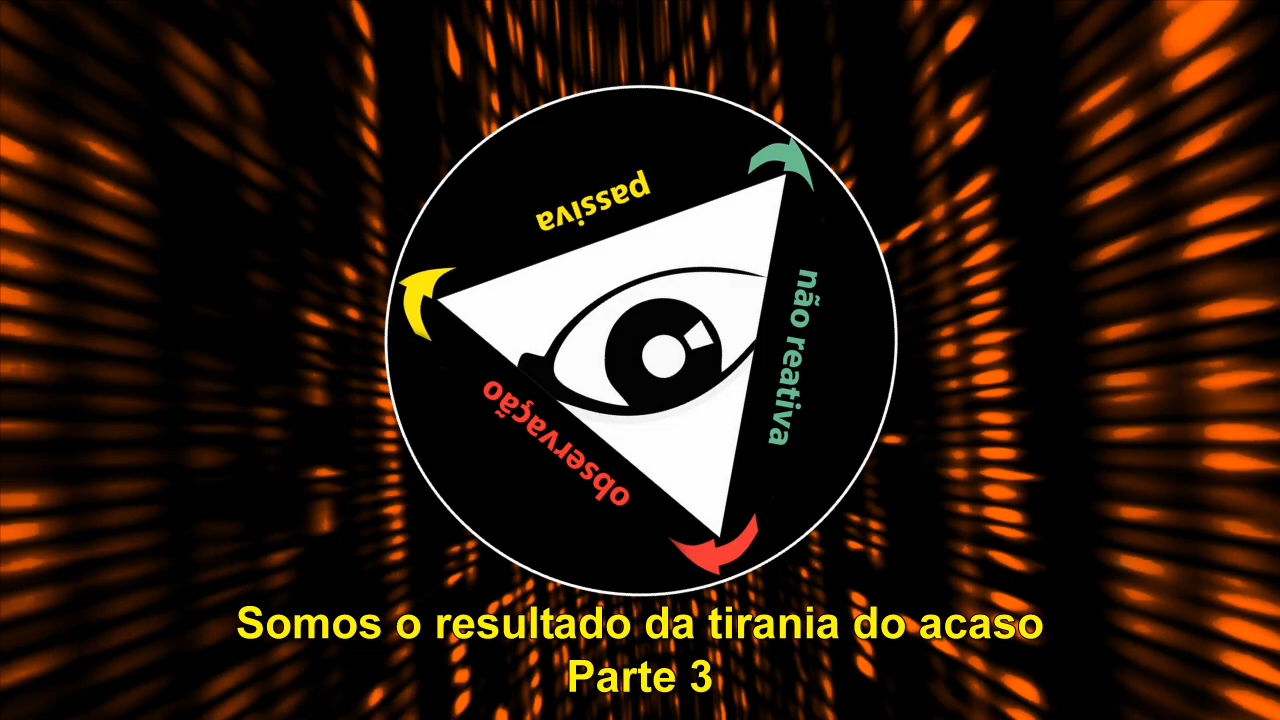 passiva
não reativa
observação
Somos o resultado da tirania do acaso
Parte 3